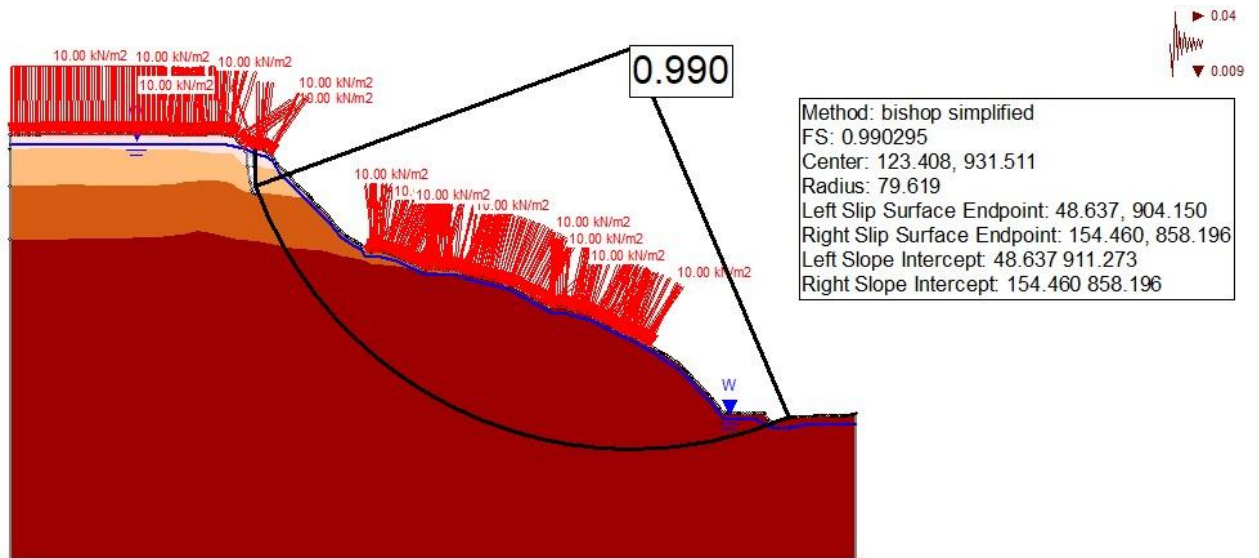 0.04
0.009
10.00 kN/m2
10.00 kN/m2
10.00 kN/m2
10.00 kN/m2
10.00 kN/m2
10.00 kN/m2
0.990
Method: bishop simplified
FS: 0.990295
Center: 123.408, 931.511
Radius: 79.619
Left Slip Surface Endpoint: 48.637, 904.150
Right Slip Surface Endpoint: 154.460, 858.196
Left Slope Intercept: 48.637 911.273
Right Slope Intercept: 154.460 858.196
10.00 kN/m2
10.
10.00 kN/m2
10.00 kN/m2
10.00 kN/m2
10.00 kN/m2
10.00 kN/m2
10.00 kN/m2
W